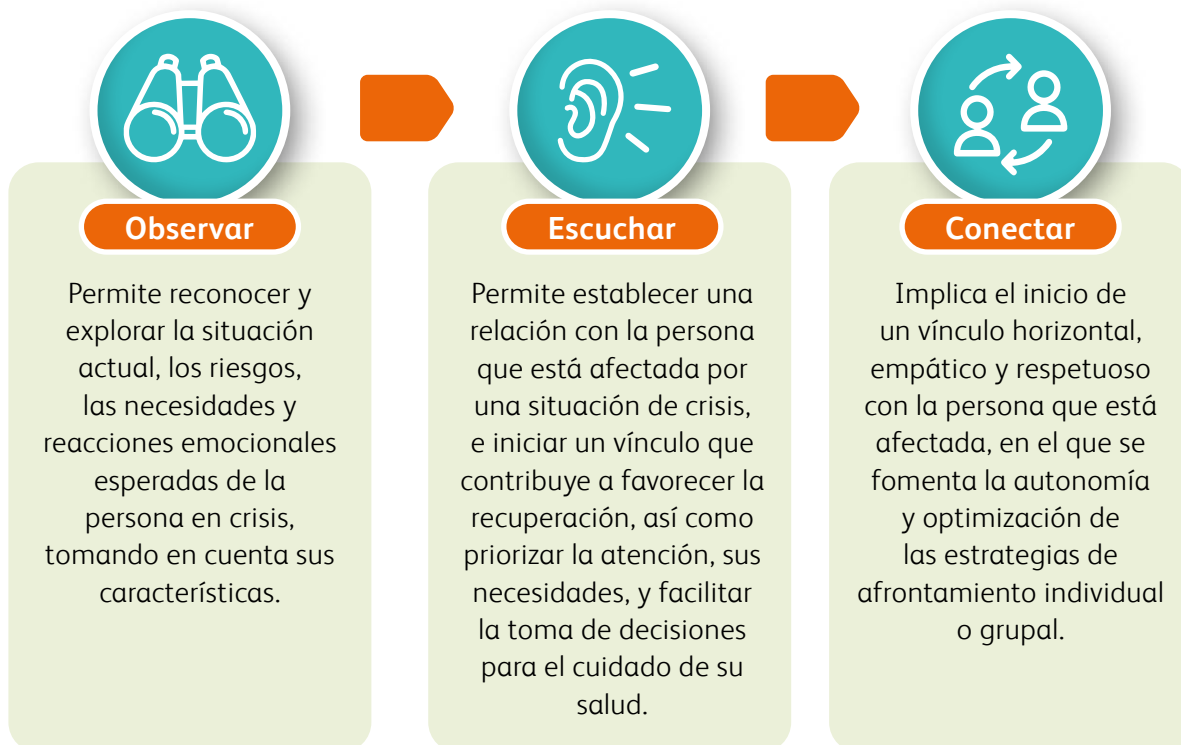 Observar
Permite reconocer y
explorar la situación
actual, los riesgos,
las necesidades y
reacciones emocionales
esperadas de la
persona en crisis,
tomando en cuenta sus
características.
Escuchar
Permite establecer una
relación con la persona
que está afectada por
una situación de crisis,
e iniciar un vínculo que
contribuye a favorecer la
recuperación, así como
priorizar la atención, sus
necesidades, y facilitar
la toma de decisiones
para el cuidado de su
salud.
Conectar
Implica el inicio de
un vínculo horizontal,
empático y respetuoso
con la persona que está
afectada, en el que se
fomenta la autonomía
y optimización de
las estrategias de
afrontamiento individual
o grupal.